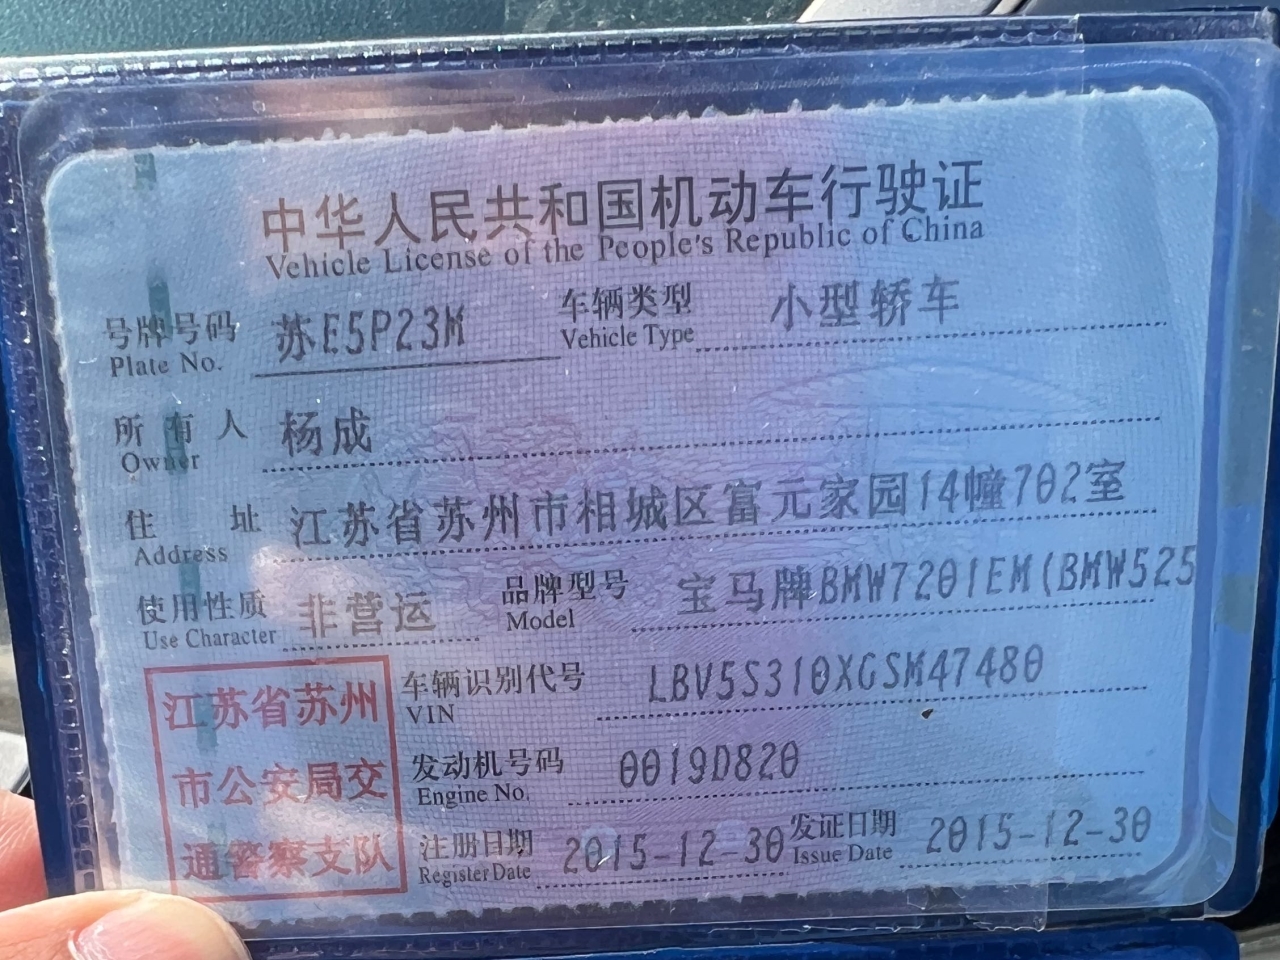 中华人民共和国机动车行驶证
Vehicle License of the People's Republic of China
号牌号码 苏E5P23M 车辆类型 小型轿车
Plate No. Vehicle Type
所有人 杨成
Owner
住址 江苏省苏州市相城区富元家园14幢702室
Address
使用性质 非营运 品牌型号 宝马牌BMW7201EM(BMW525
Use Character Model
江苏省苏州 车辆识别代号 LBV5S310XGSM47480
VIN
市公安局交 发动机号码 0019D820
Engine No.
通警察支队 注册日期 2015-12-30 发证日期 2015-12-30
Register Date Issue Date